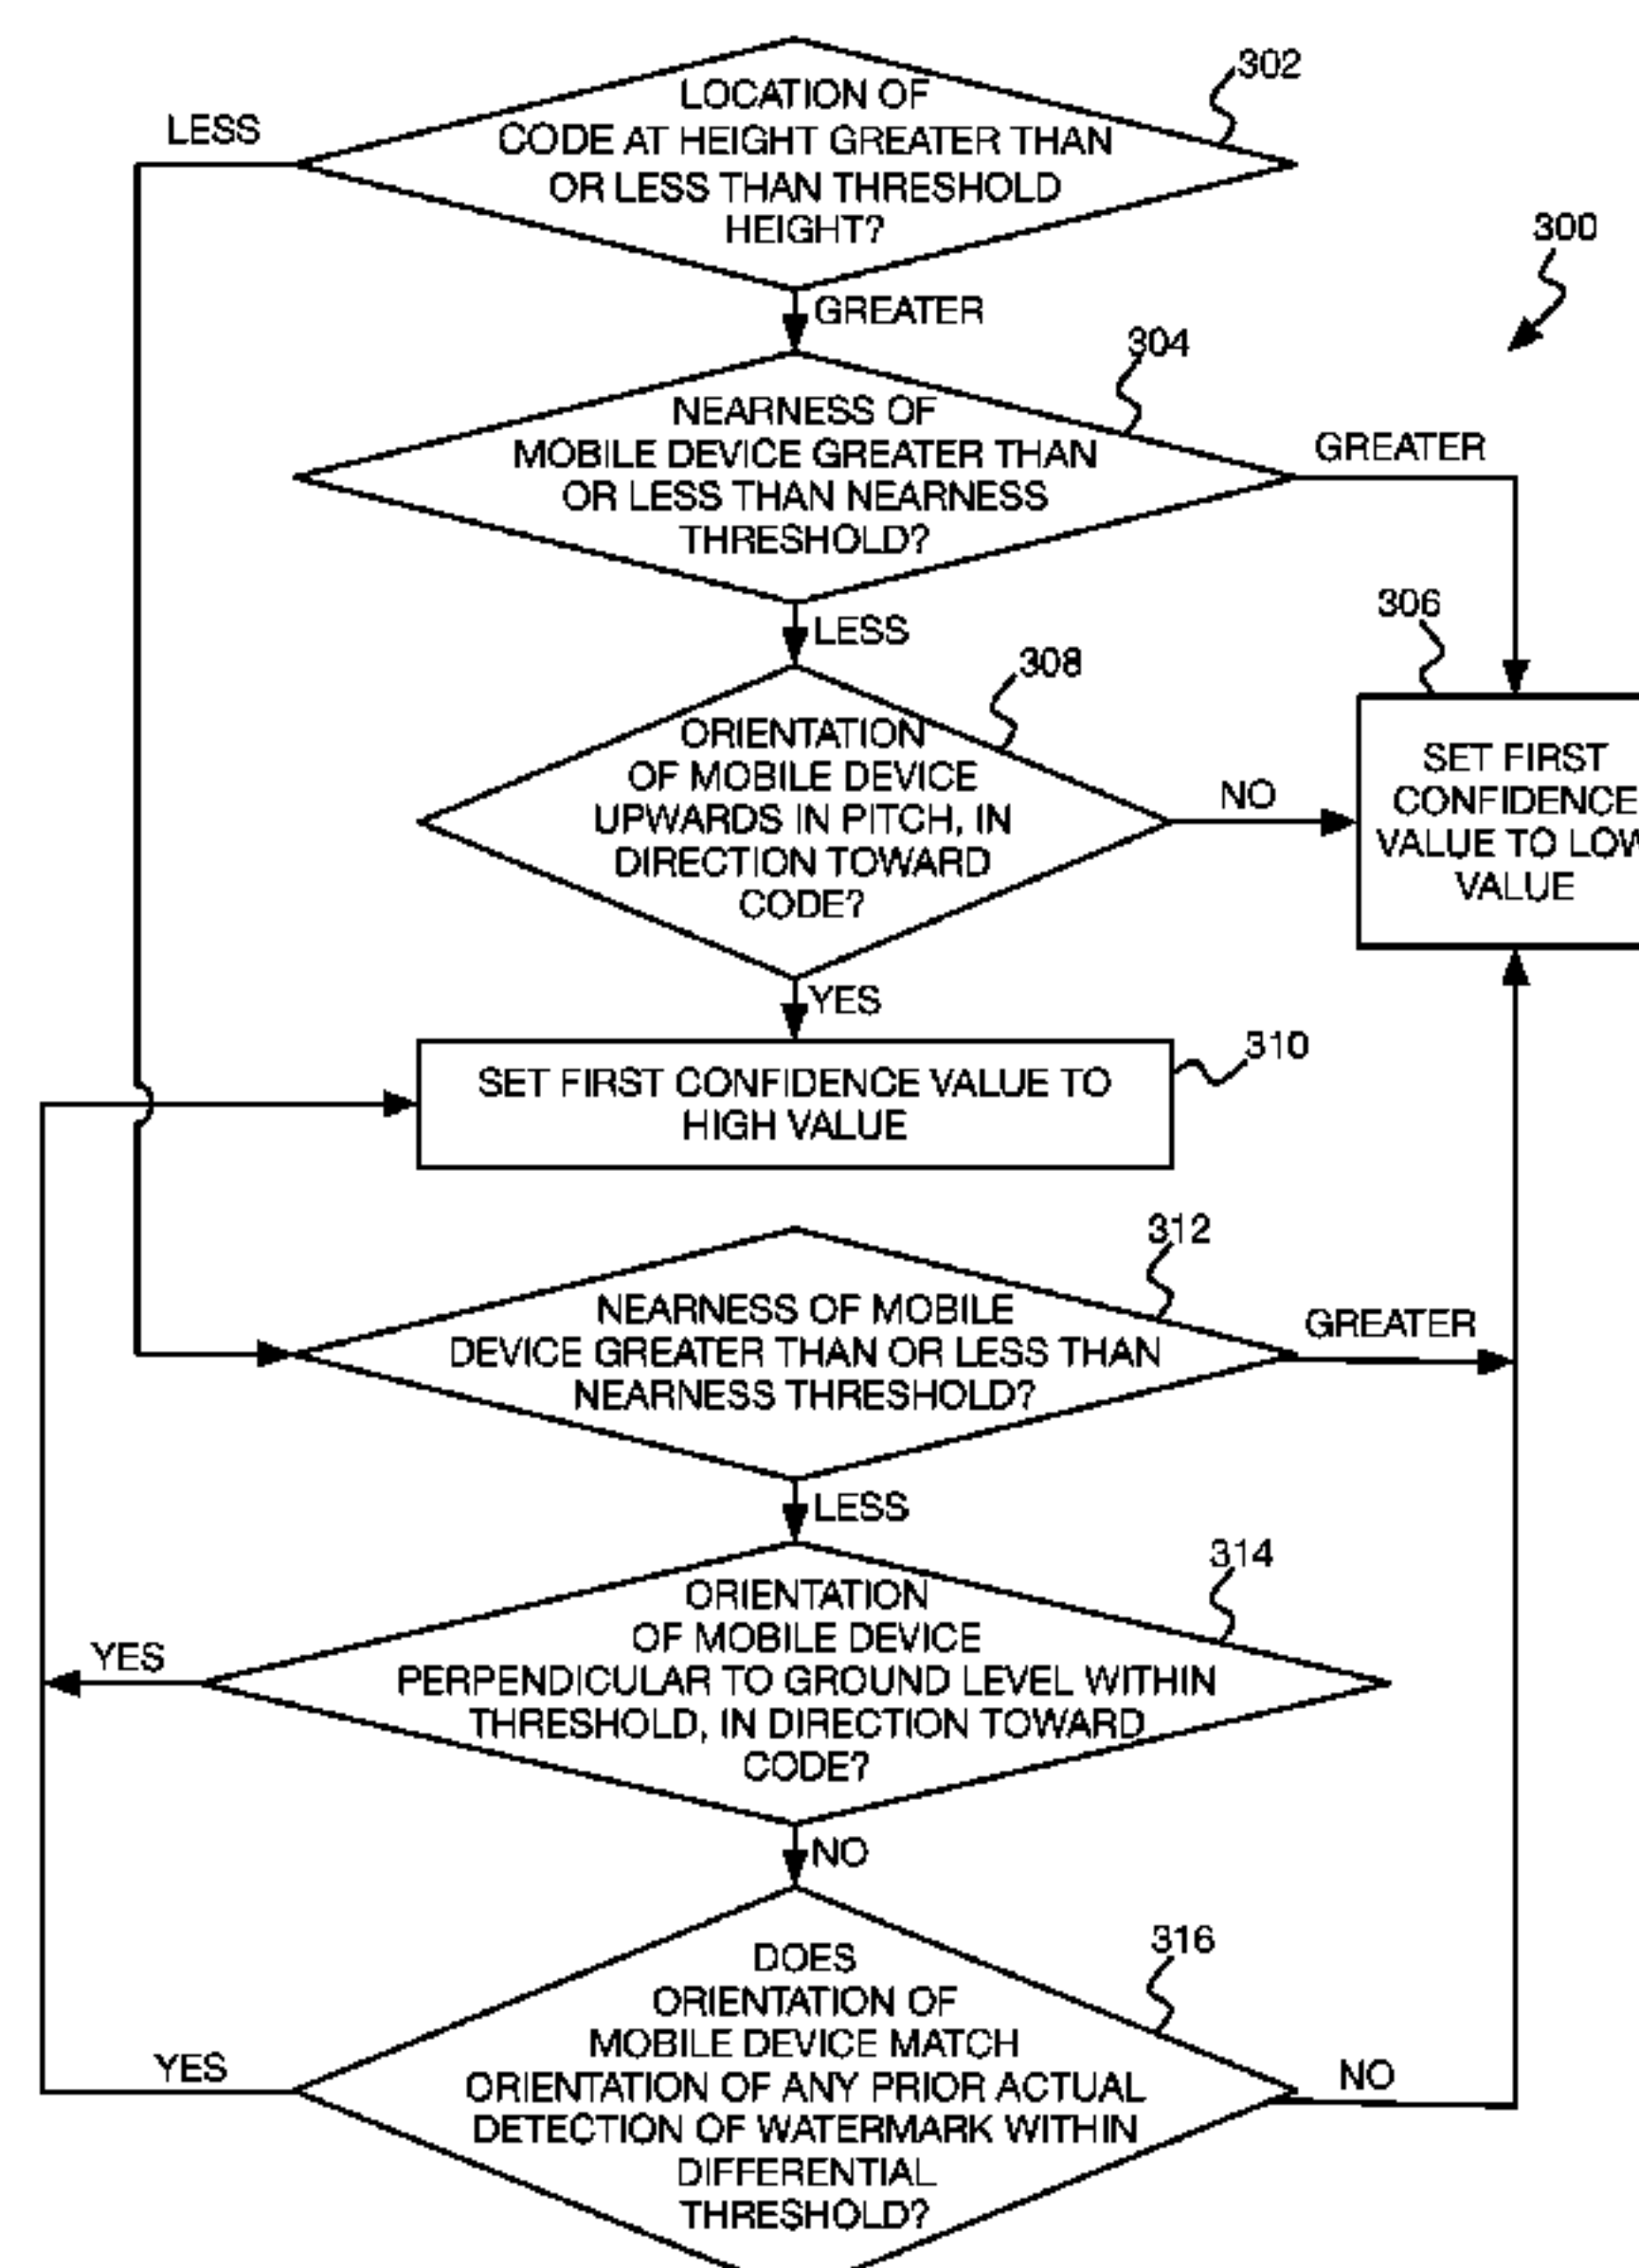 302
LOCATION OF
CODE AT HEIGHT GREATER THAN
OR LESS THAN THRESHOLD
HEIGHT?
LESS
300
GREATER
304
NEARNESS OF
MOBILE DEVICE GREATER THAN
OR LESS THAN NEARNESS
THRESHOLD?
GREATER
306
LESS
308
ORIENTATION
OF MOBILE DEVICE
UPWARDS IN PITCH, IN
DIRECTION TOWARD
CODE?
NO
SET FIRST
CONFIDENCE
VALUE TO LOW
VALUE
YES
310
SET FIRST CONFIDENCE VALUE TO
HIGH VALUE
312
NEARNESS OF MOBILE
DEVICE GREATER THAN OR LESS THAN
NEARNESS THRESHOLD?
GREATER
LESS
314
ORIENTATION
OF MOBILE DEVICE
PERPENDICULAR TO GROUND LEVEL WITHIN
THRESHOLD, IN DIRECTION TOWARD
CODE?
YES
NO
316
DOES
ORIENTATION OF
MOBILE DEVICE MATCH
ORIENTATION OF ANY PRIOR ACTUAL
DETECTION OF WATERMARK WITHIN
DIFFERENTIAL
THRESHOLD?
YES
NO